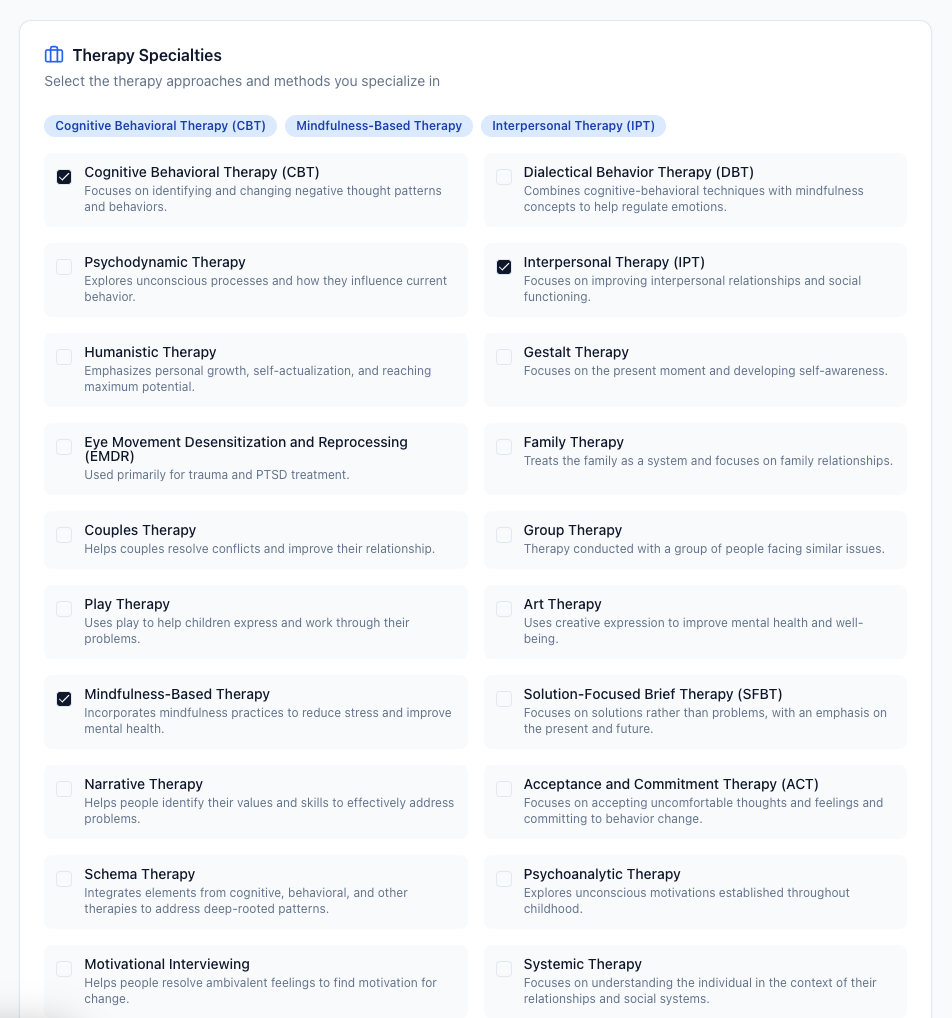 Therapy Specialties
Select the therapy approaches and methods you specialize in
Cognitive Behavioral Therapy (CBT)
Mindfulness-Based Therapy
Interpersonal Therapy (IPT)
Cognitive Behavioral Therapy (CBT)
Focuses on identifying and changing negative thought patterns
and behaviors.
Dialectical Behavior Therapy (DBT)
Combines cognitive-behavioral techniques with mindfulness
concepts to help regulate emotions.
Psychodynamic Therapy
Explores unconscious processes and how they influence current
behavior.
Interpersonal Therapy (IPT)
Focuses on improving interpersonal relationships and social
functioning.
Humanistic Therapy
Emphasizes personal growth, self-actualization, and reaching
maximum potential.
Gestalt Therapy
Focuses on the present moment and developing self-awareness.
Eye Movement Desensitization and Reprocessing
(EMDR)
Used primarily for trauma and PTSD treatment.
Family Therapy
Treats the family as a system and focuses on family relationships.
Couples Therapy
Helps couples resolve conflicts and improve their relationship.
Group Therapy
Therapy conducted with a group of people facing similar issues.
Play Therapy
Uses play to help children express and work through their
problems.
Art Therapy
Uses creative expression to improve mental health and well-
being.
Mindfulness-Based Therapy
Incorporates mindfulness practices to reduce stress and improve
mental health.
Solution-Focused Brief Therapy (SFBT)
Focuses on solutions rather than problems, with an emphasis on
the present and future.
Narrative Therapy
Helps people identify their values and skills to effectively address
problems.
Acceptance and Commitment Therapy (ACT)
Focuses on accepting uncomfortable thoughts and feelings and
committing to behavior change.
Schema Therapy
Integrates elements from cognitive, behavioral, and other
therapies to address deep-rooted patterns.
Psychoanalytic Therapy
Explores unconscious motivations established throughout
childhood.
Motivational Interviewing
Helps people resolve ambivalent feelings to find motivation for
change.
Systemic Therapy
Focuses on understanding the individual in the context of their
relationships and social systems.